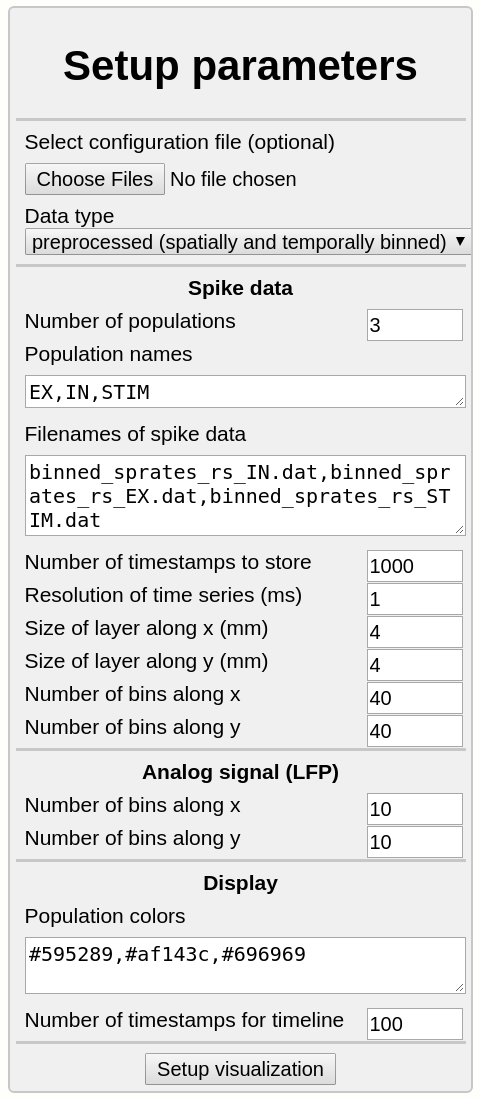 Setup parameters
Select configuration file (optional)
Choose Files No file chosen
Data type
preprocessed (spatially and temporally binned) ▼
Spike data
Number of populations 3
Population names
EX,IN,STIM
Filenames of spike data
binned_sprates_rs_IN.dat,binned_spr
ates_rs_EX.dat,binned_sprates_rs_ST
IM.dat
Number of timestamps to store 1000
Resolution of time series (ms) 1
Size of layer along x (mm) 4
Size of layer along y (mm) 4
Number of bins along x 40
Number of bins along y 40
Analog signal (LFP)
Number of bins along x 10
Number of bins along y 10
Display
Population colors
#595289,#af143c,#696969
Number of timestamps for timeline 100
Setup visualization